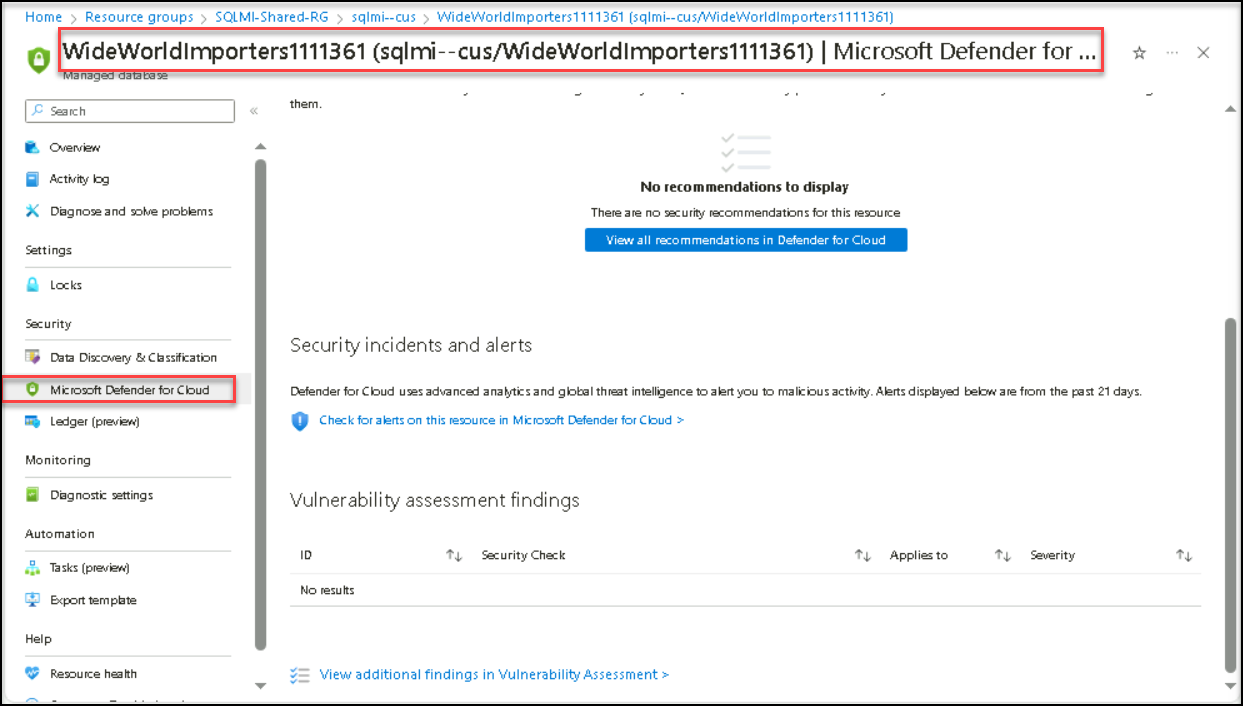 Home > Resource groups > SQLMI-Shared-RG > sqlmi--cus > WideWorldImporters1111361 (sqlmi--cus/WideWorldImporters1111361)
WideWorldImporters1111361 (sqlmi--cus/WideWorldImporters1111361) | Microsoft Defender for ...
Managed database
Search
Overview
Activity log
Diagnose and solve problems
Settings
Locks
Security
Data Discovery & Classification
Microsoft Defender for Cloud
Ledger (preview)
Monitoring
Diagnostic settings
Automation
Tasks (preview)
Export template
Help
Resource health
them.
No recommendations to display
There are no security recommendations for this resource
View all recommendations in Defender for Cloud
Security incidents and alerts
Defender for Cloud uses advanced analytics and global threat intelligence to alert you to malicious activity. Alerts displayed below are from the past 21 days.
Check for alerts on this resource in Microsoft Defender for Cloud >
Vulnerability assessment findings
ID Security Check Applies to Severity
No results
View additional findings in Vulnerability Assessment >